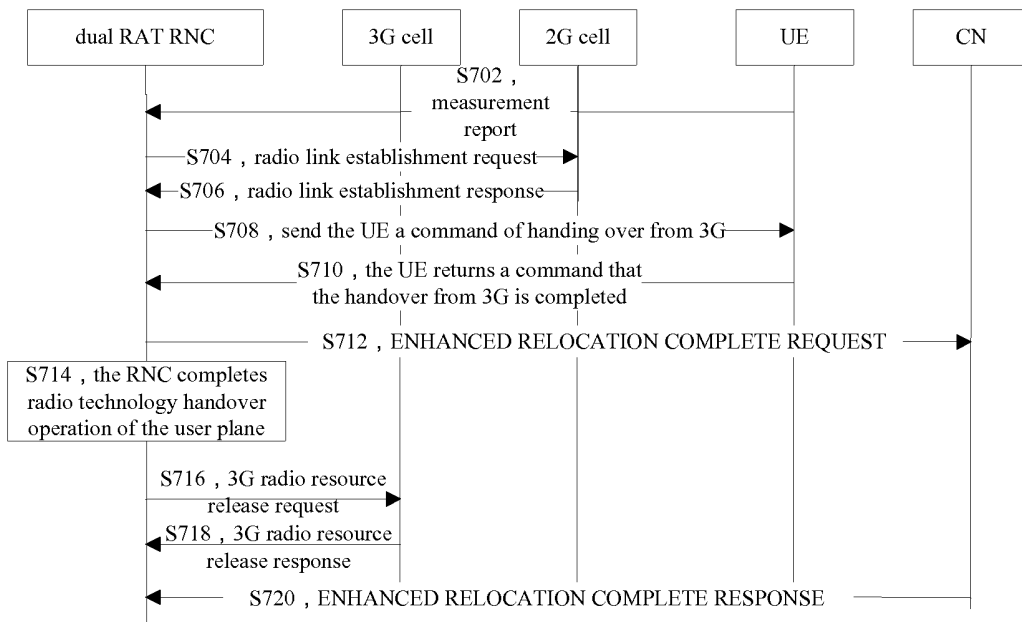 dual RAT RNC
3G cell
2G cell
UE
CN
S702，
measurement
report
S704，radio link establishment request
S706，radio link establishment response
S708，send the UE a command of handing over from 3G
S710，the UE returns a command that
the handover from 3G is completed
S712，ENHANCED RELOCATION COMPLETE REQUEST
S714，the RNC completes
radio technology handover
operation of the user plane
S716，3G radio resource
release request
S718，3G radio resource
release response
S720，ENHANCED RELOCATION COMPLETE RESPONSE